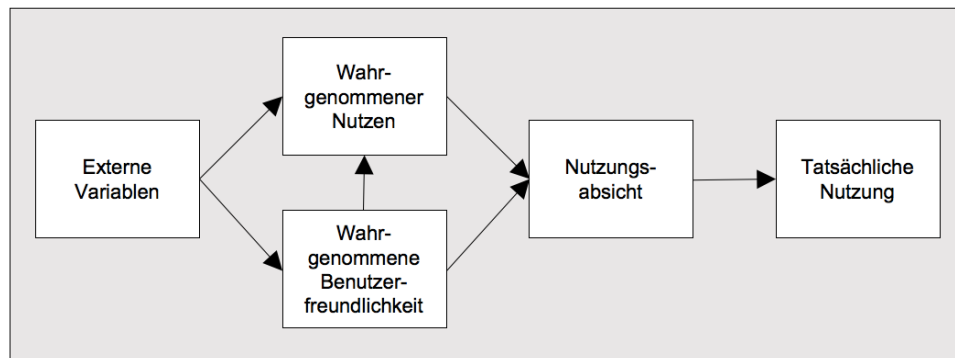 Externe
Variablen
Wahr-
genommener
Nutzen
Wahr-
genommene
Benutzer-
freundlichkeit
Nutzungs-
absicht
Tatsächliche
Nutzung